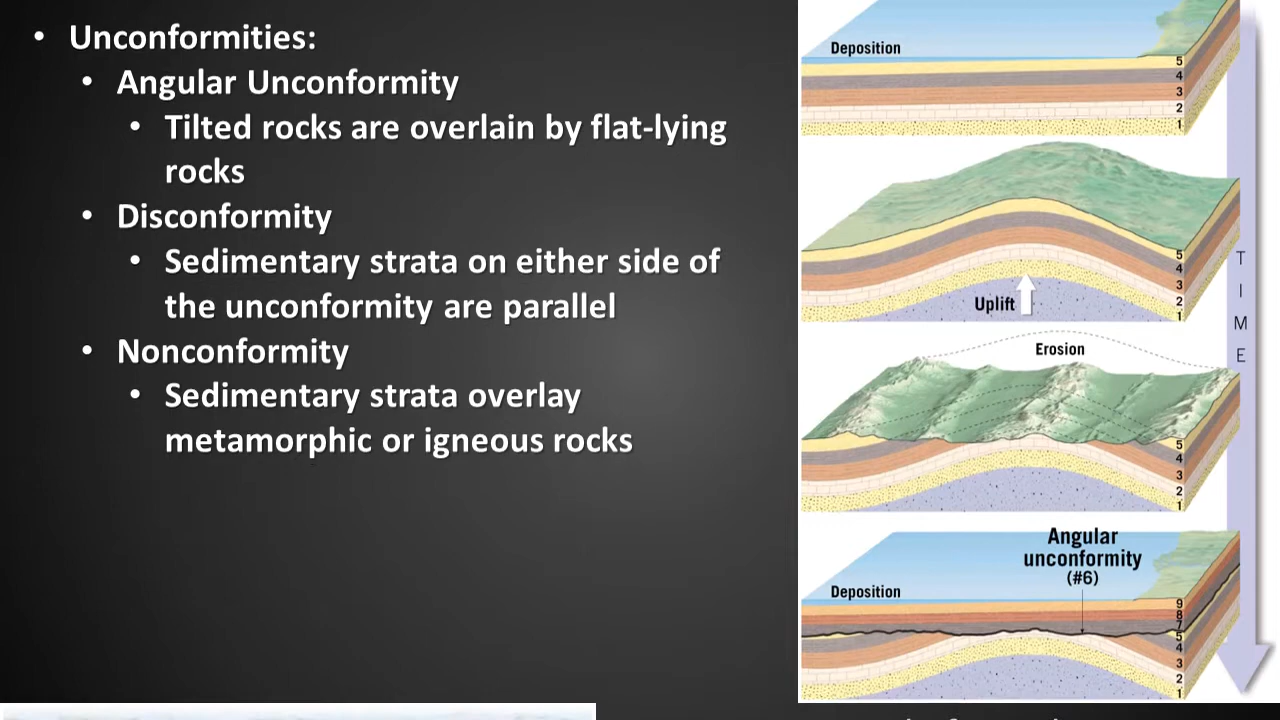 • Unconformities:
• Angular Unconformity
• Tilted rocks are overlain by flat-lying
rocks
• Disconformity
• Sedimentary strata on either side of
the unconformity are parallel
• Nonconformity
• Sedimentary strata overlay
metamorphic or igneous rocks
Deposition
5
4
3
2
1
Uplift
5
4
3
2
1
Erosion
5
4
3
2
1
Angular
unconformity
(#6)
Deposition
9
8
7
5
4
3
2
1
T
I
M
E